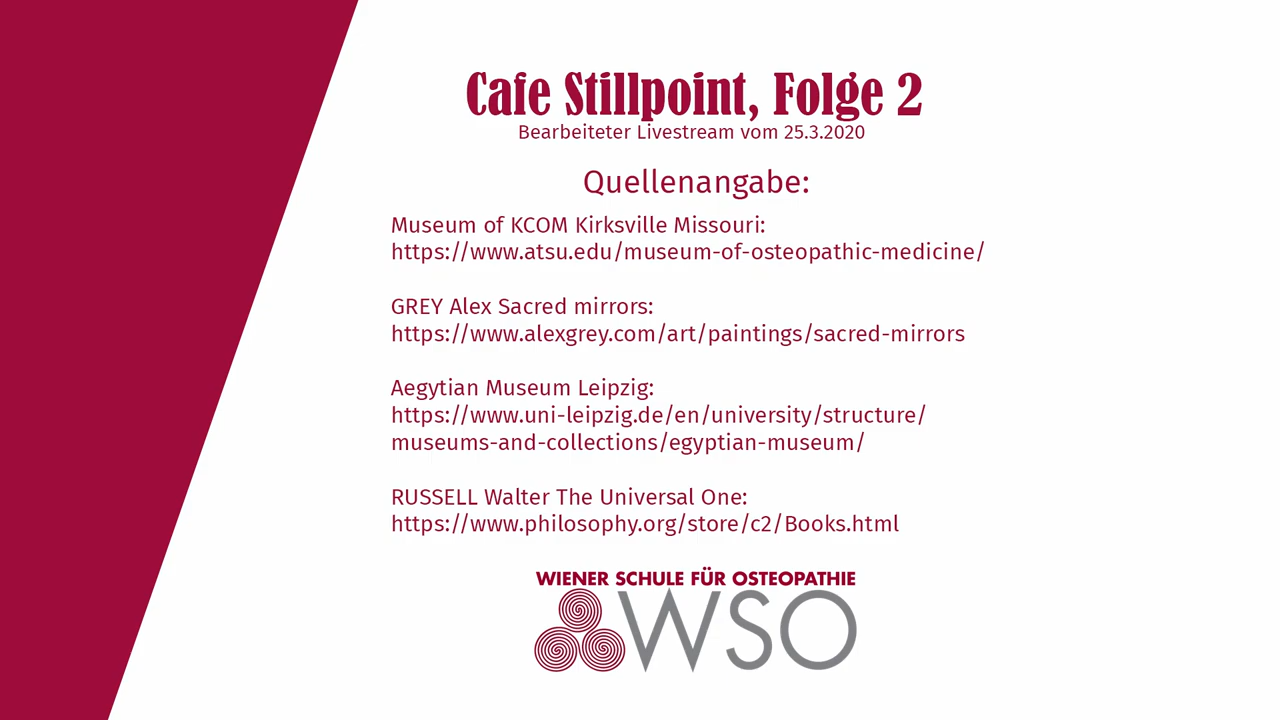 Cafe Stillpoint, Folge 2
Bearbeiteter Livestream vom 25.3.2020
Quellenangabe:
Museum of KCOM Kirksville Missouri:
https://www.atsu.edu/museum-of-osteopathic-medicine/
GREY Alex Sacred mirrors:
https://www.alexgrey.com/art/paintings/sacred-mirrors
Aegytian Museum Leipzig:
https://www.uni-leipzig.de/en/university/structure/
museums-and-collections/egyptian-museum/
RUSSELL Walter The Universal One:
https://www.philosophy.org/store/c2/Books.html
WIENER SCHULE FÜR OSTEOPATHIE
WSO